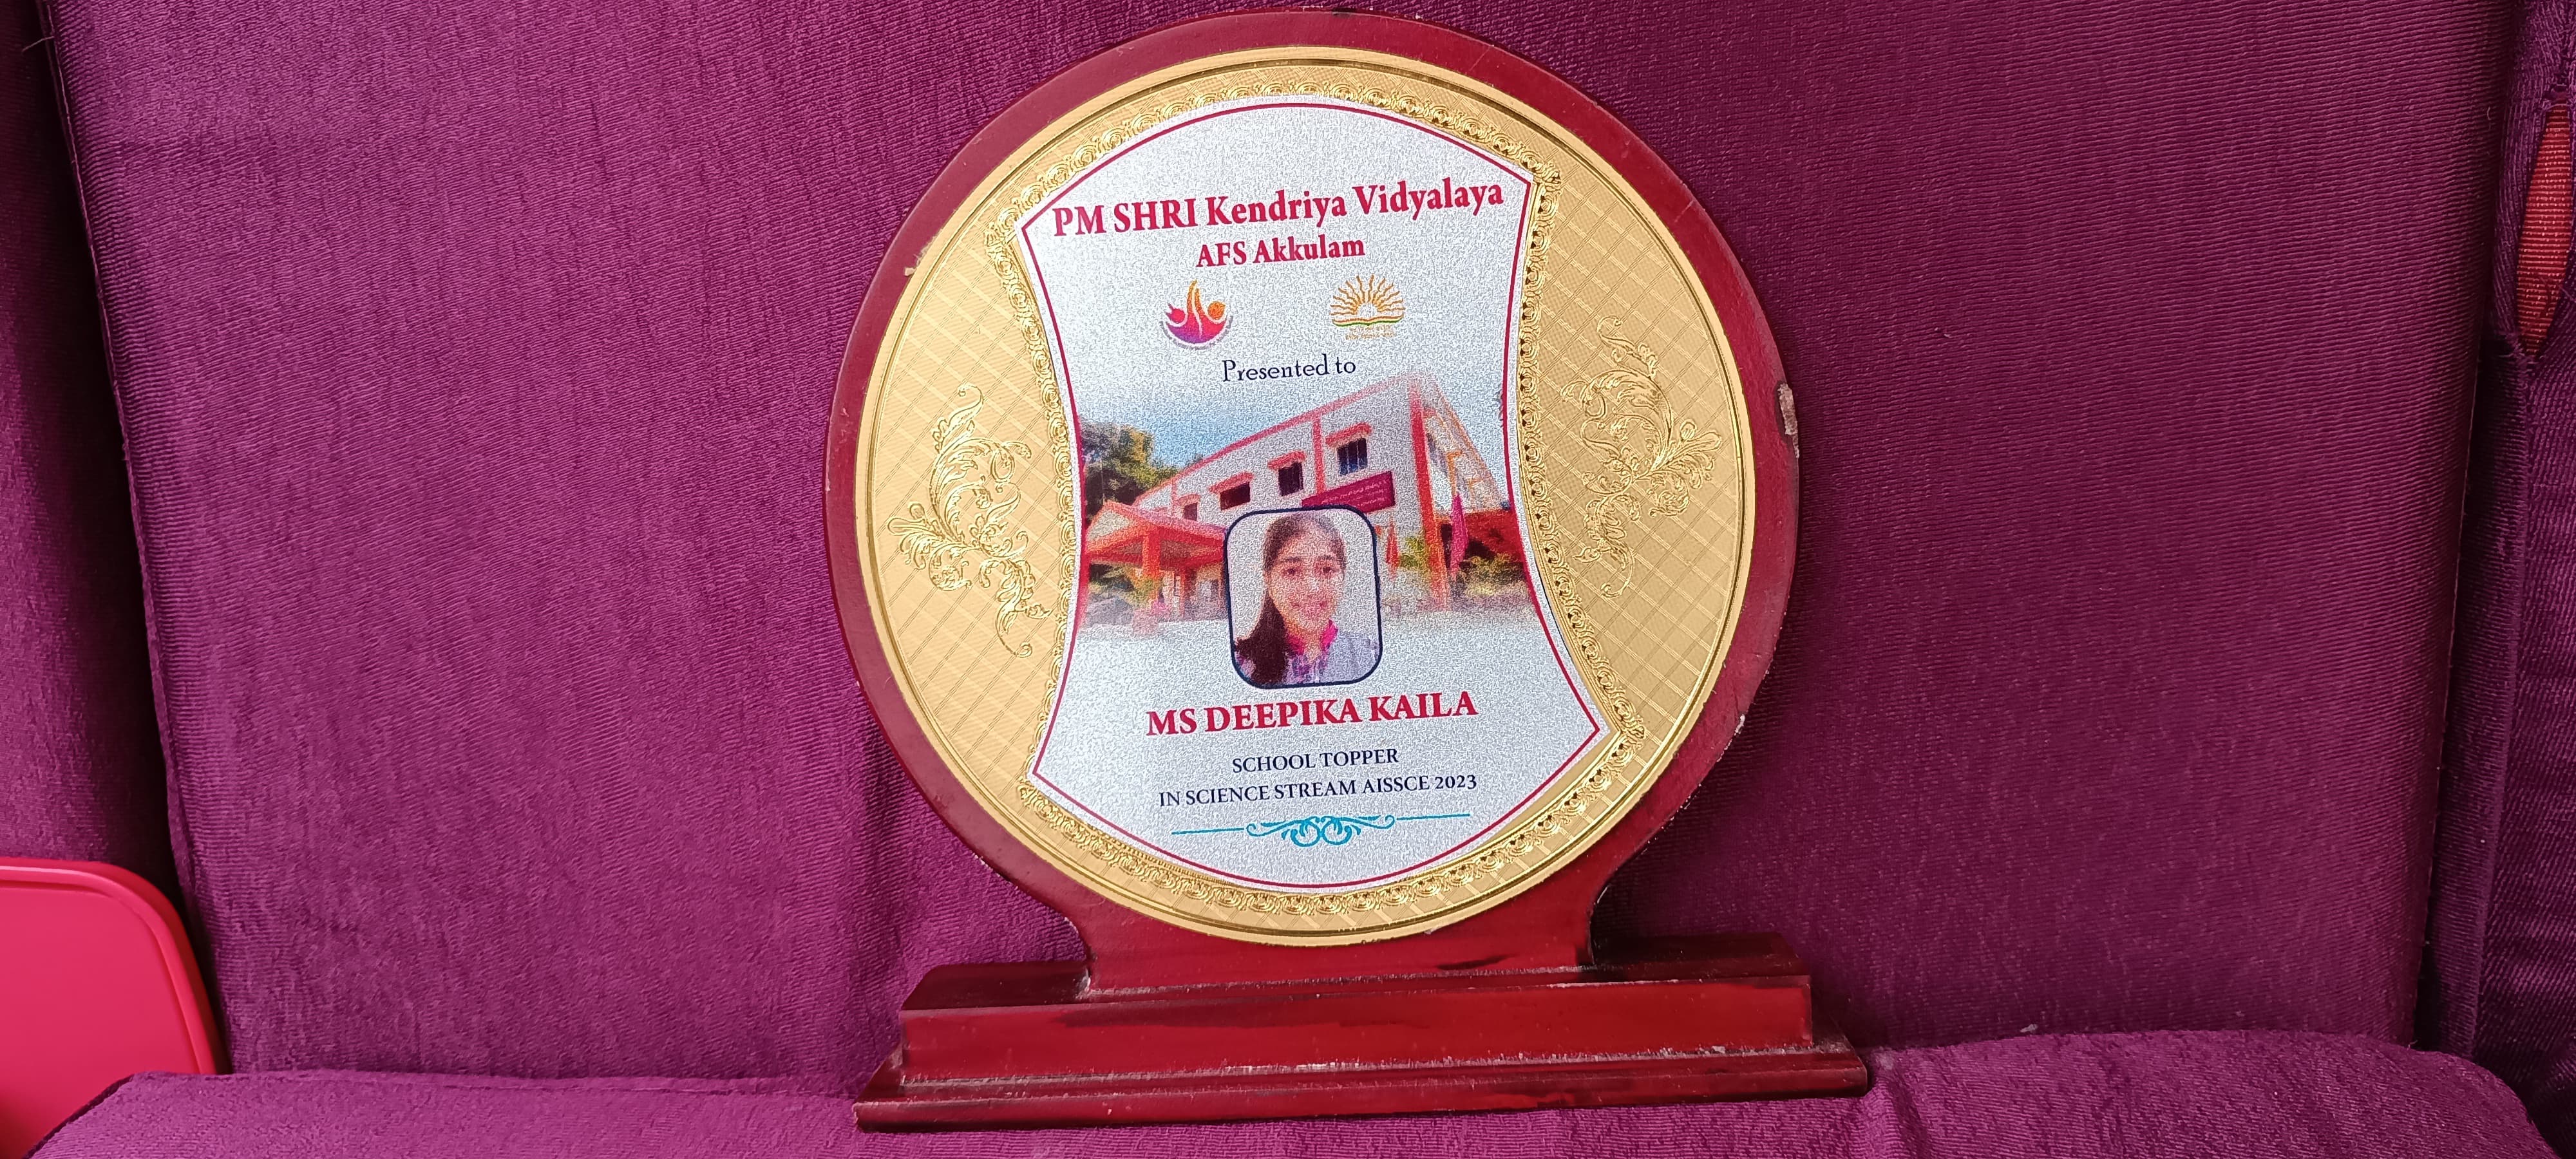 PM SHRI Kendriya Vidyalaya
AFS Akkulam
Presented to
MS DEEPIKA KAILA
SCHOOL TOPPER
IN SCIENCE STREAM AISSCE 2023